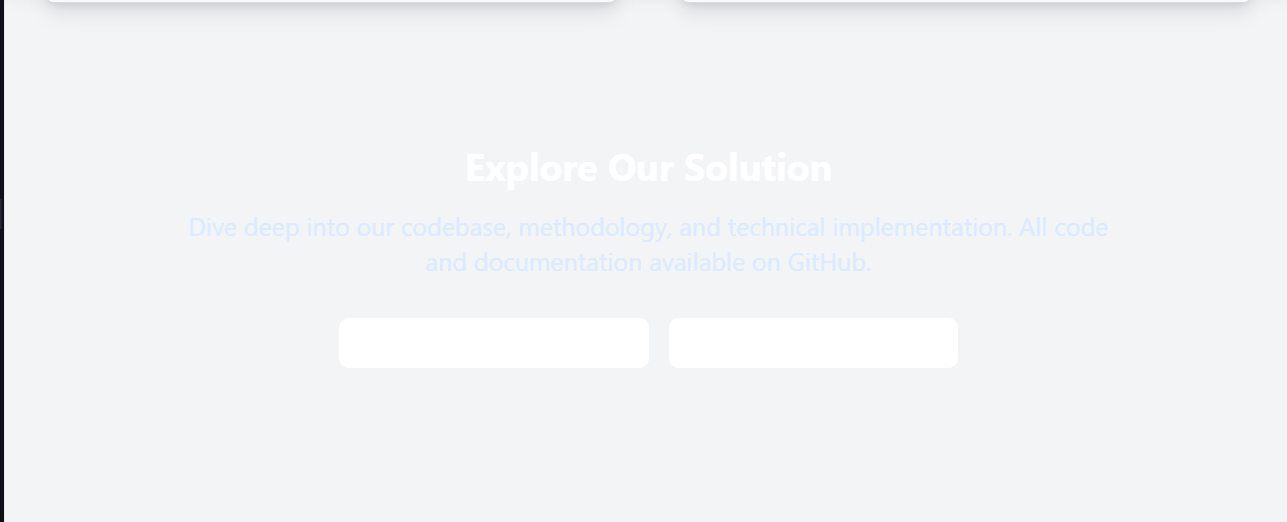 Explore Our Solution
Dive deep into our codebase, methodology, and technical implementation. All code
and documentation available on GitHub.